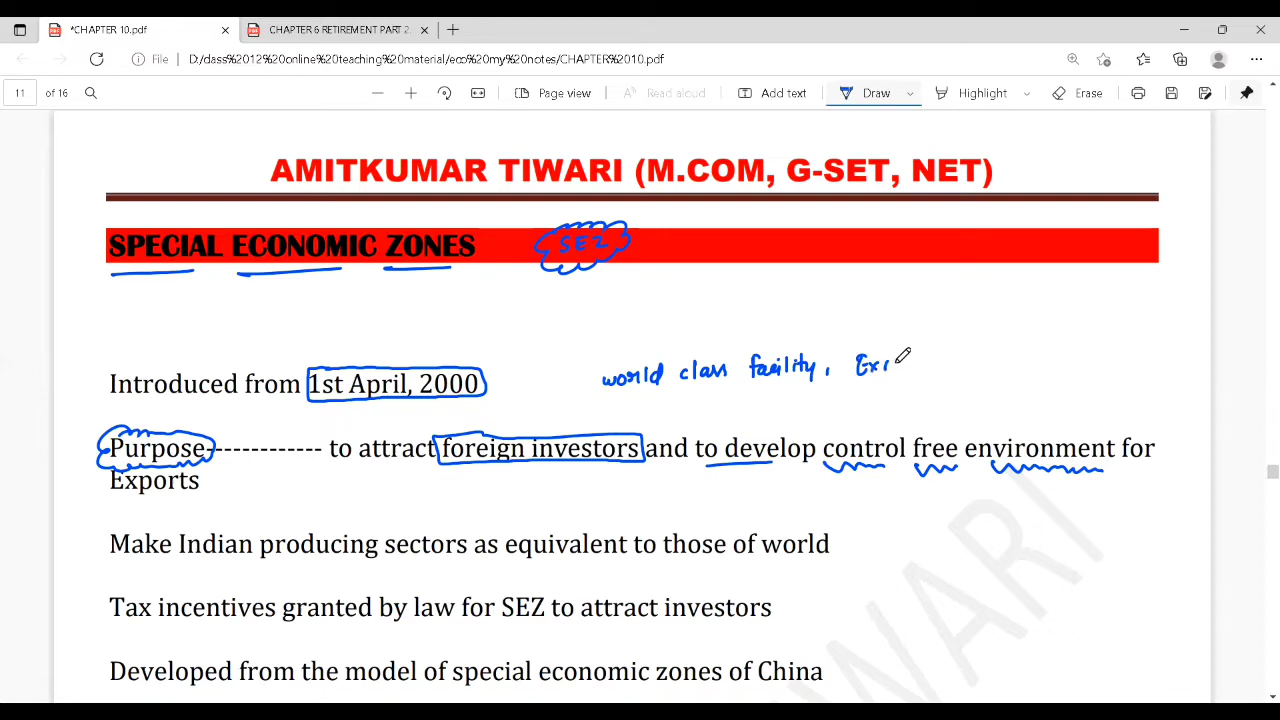 *CHAPTER 10.pdf
CHAPTER 6 RETIREMENT PART 2.
File D:/class%2012%20online%20teaching%20material/eco%20my%20notes/CHAPTER%2010.pdf
11 of 16 Page view Read aloud Add text Draw Highlight Erase
AMITKUMAR TIWARI (M.COM, G-SET, NET)
SPECIAL ECONOMIC ZONES SEZ
world class facility,
Introduced from 1st April, 2000
Purpose------------- to attract foreign investors and to develop control free environment for
Exports
Make Indian producing sectors as equivalent to those of world
Tax incentives granted by law for SEZ to attract investors
Developed from the model of special economic zones of China
WARI